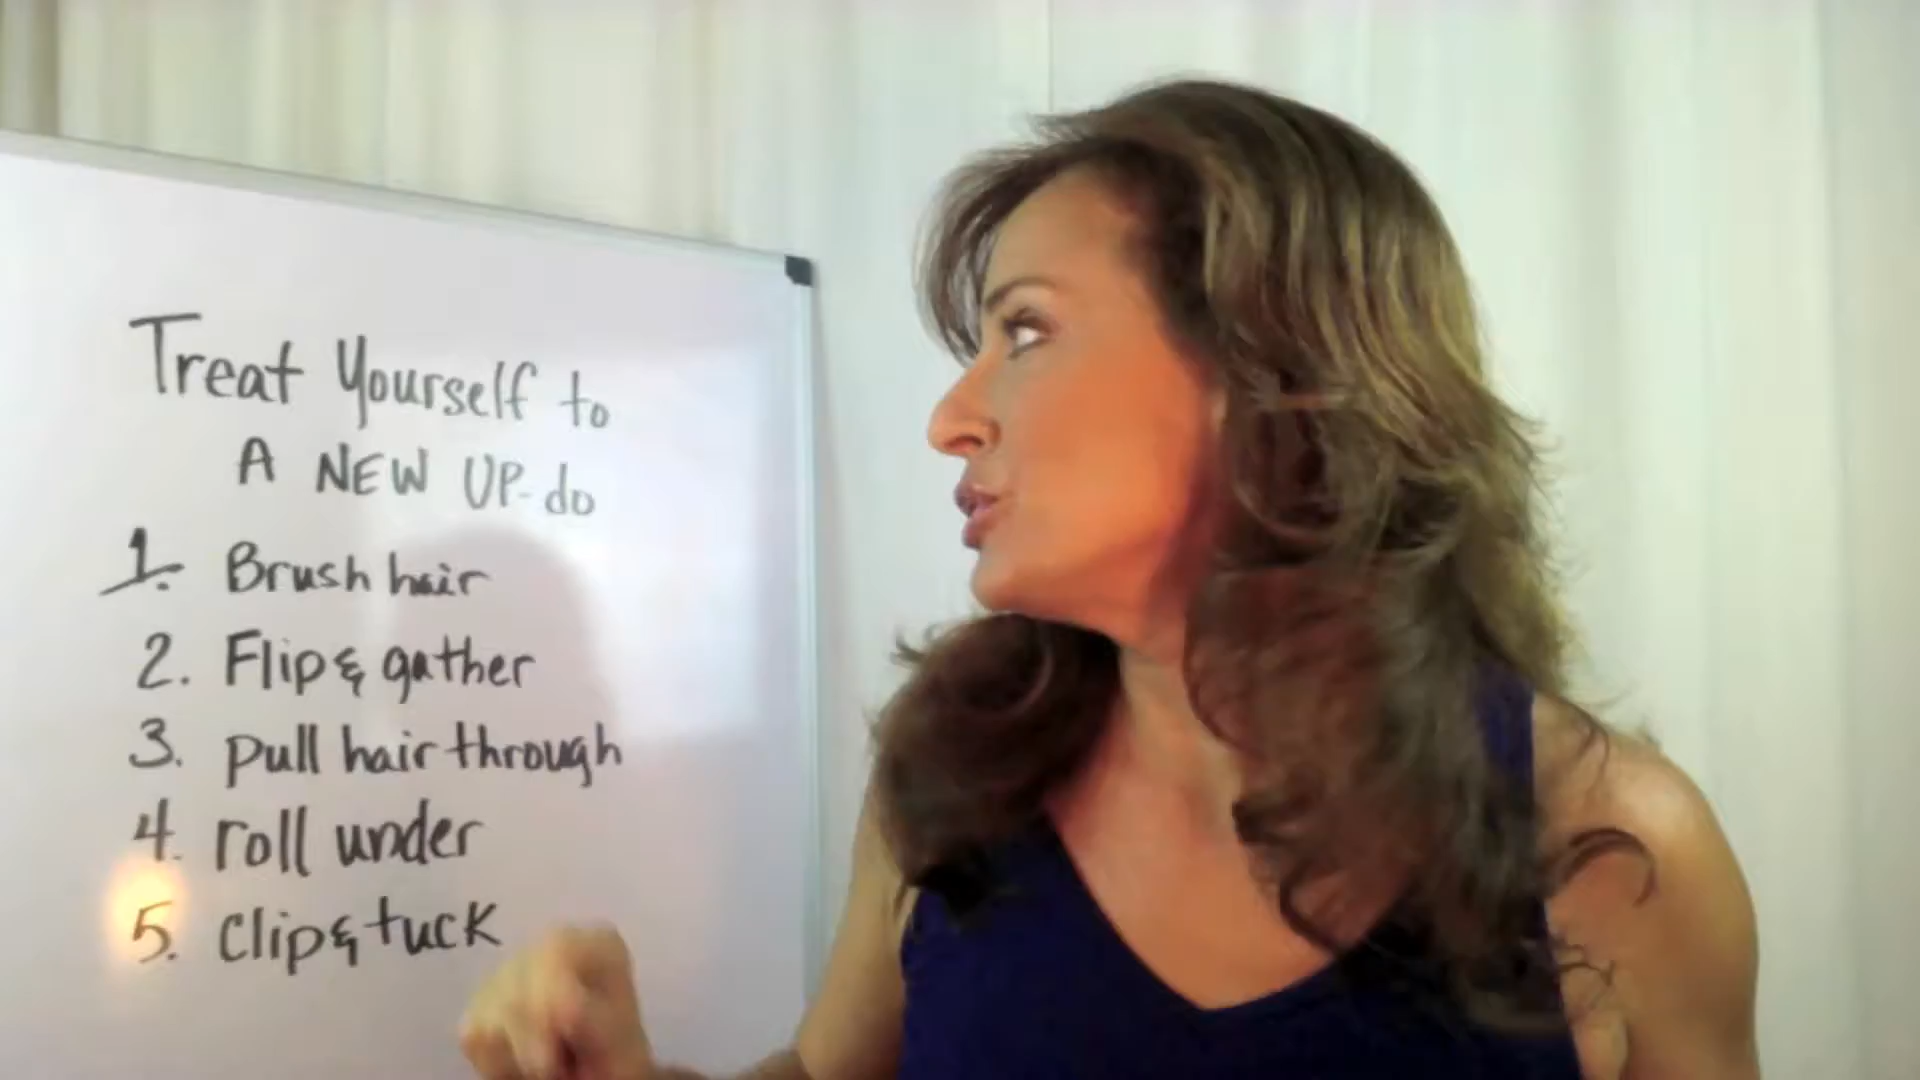 Treat Yourself to
A NEW UP-do
1. Brush hair
2. Flip & gather
3. pull hair through
4. roll under
5. clip & tuck